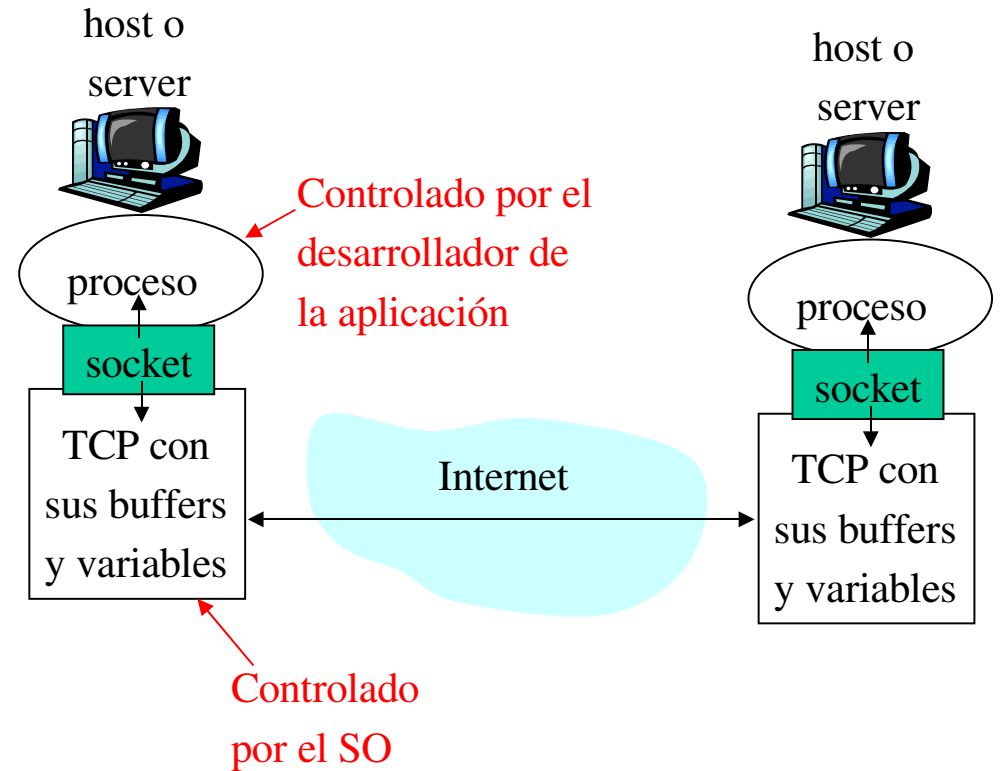 host o
server
proceso
socket
TCP con
sus buffers
y variables
Controlado por el
desarrollador de
la aplicación
Controlado
por el SO
Internet
host o
server
proceso
socket
TCP con
sus buffers
y variables